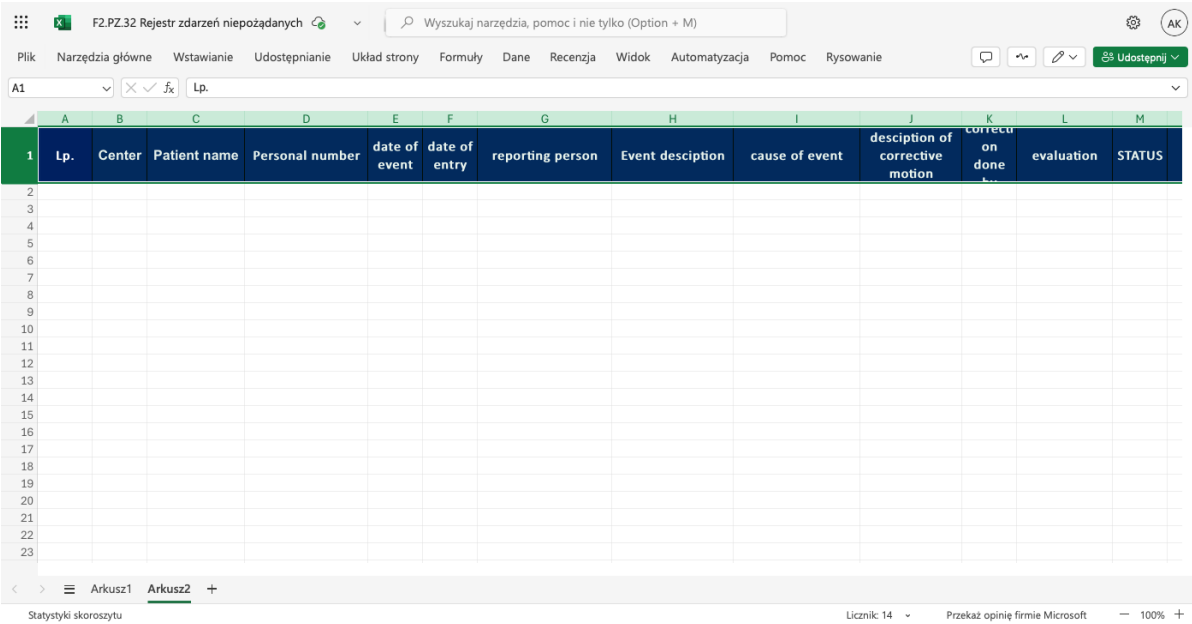 F2.PZ.32 Rejestr zdarzeń niepożądanych
Wyszukaj narzędzia, pomoc i nie tylko (Option + M)
AK
Plik Narzędzia główne Wstawianie Udostępnianie Układ strony Formuły Dane Recenzja Widok Automatyzacja Pomoc Rysowanie
Udostępnij
A1 fx Lp.
A B C D E F G H I J K L M
1 Lp. Center Patient name Personal number date of event date of entry reporting person Event desciption cause of event desciption of corrective motion correcti on done by evaluation STATUS
2
3
4
5
6
7
8
9
10
11
12
13
14
15
16
17
18
19
20
21
22
23
Arkusz1 Arkusz2
Statystyki skoroszytu Licznik: 14 Przekaż opinię firmie Microsoft 100%